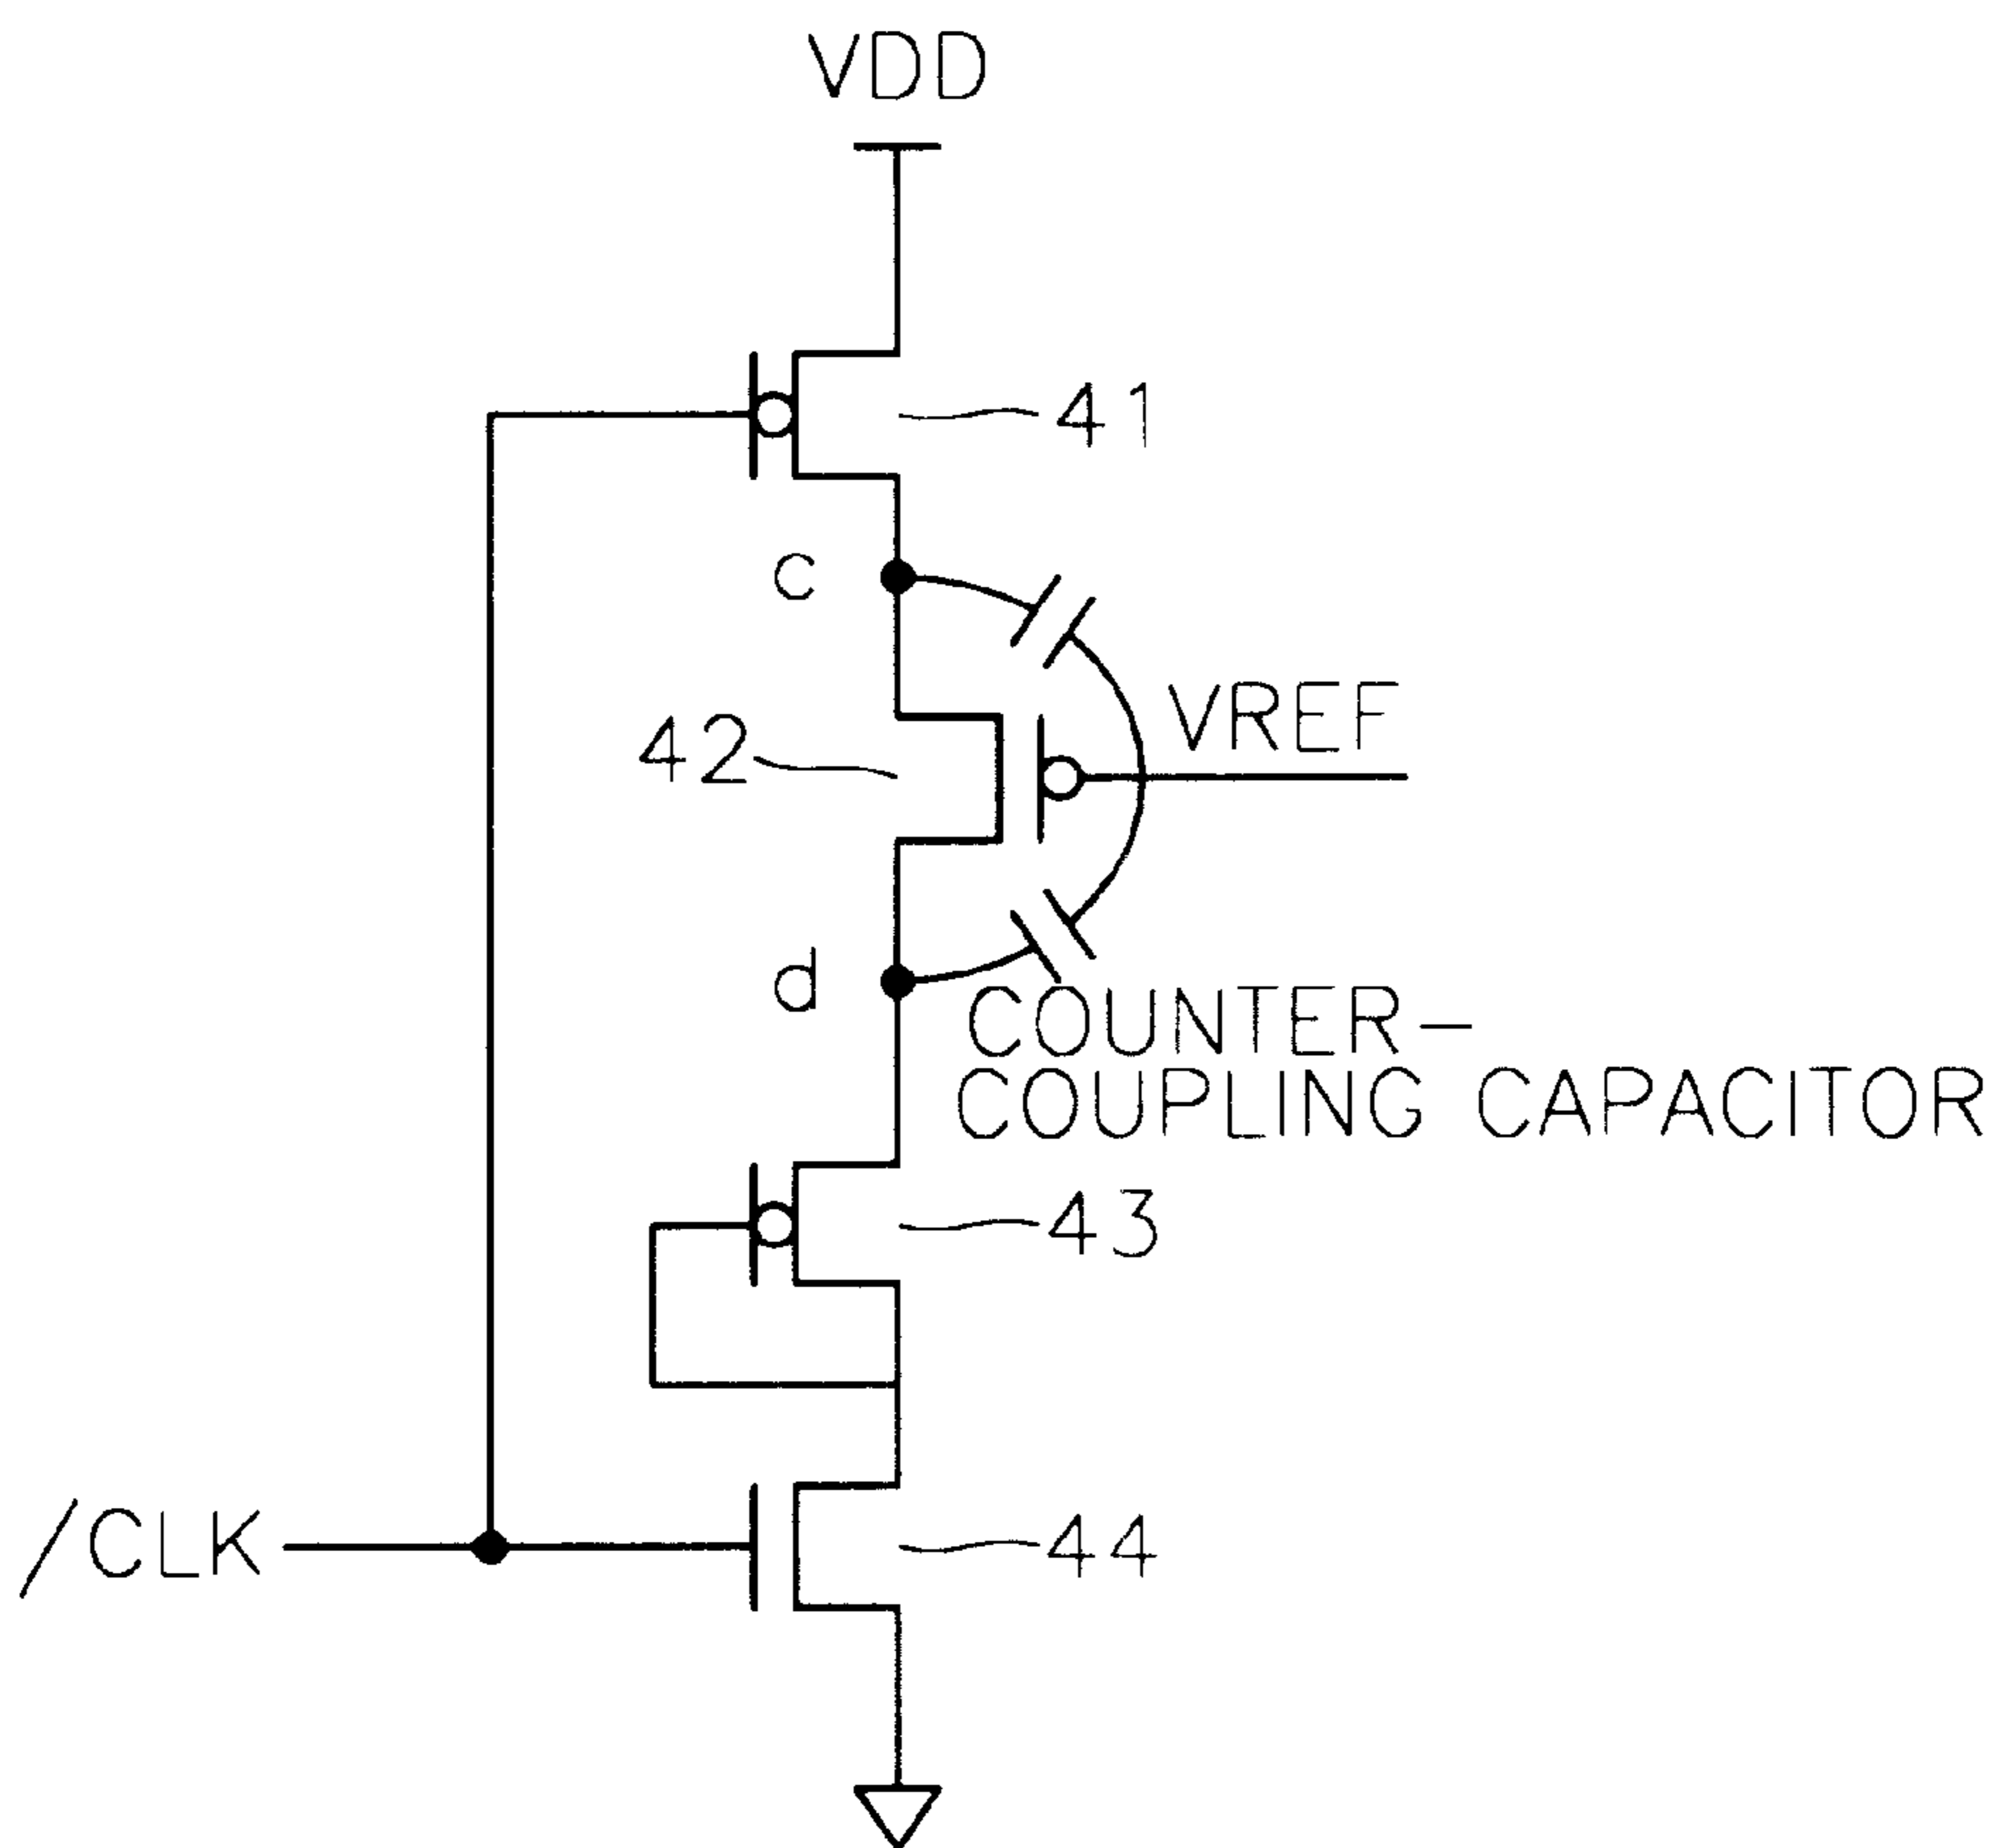 VDD
41
c
42
VREF
d
COUNTER-
COUPLING CAPACITOR
43
/CLK
44